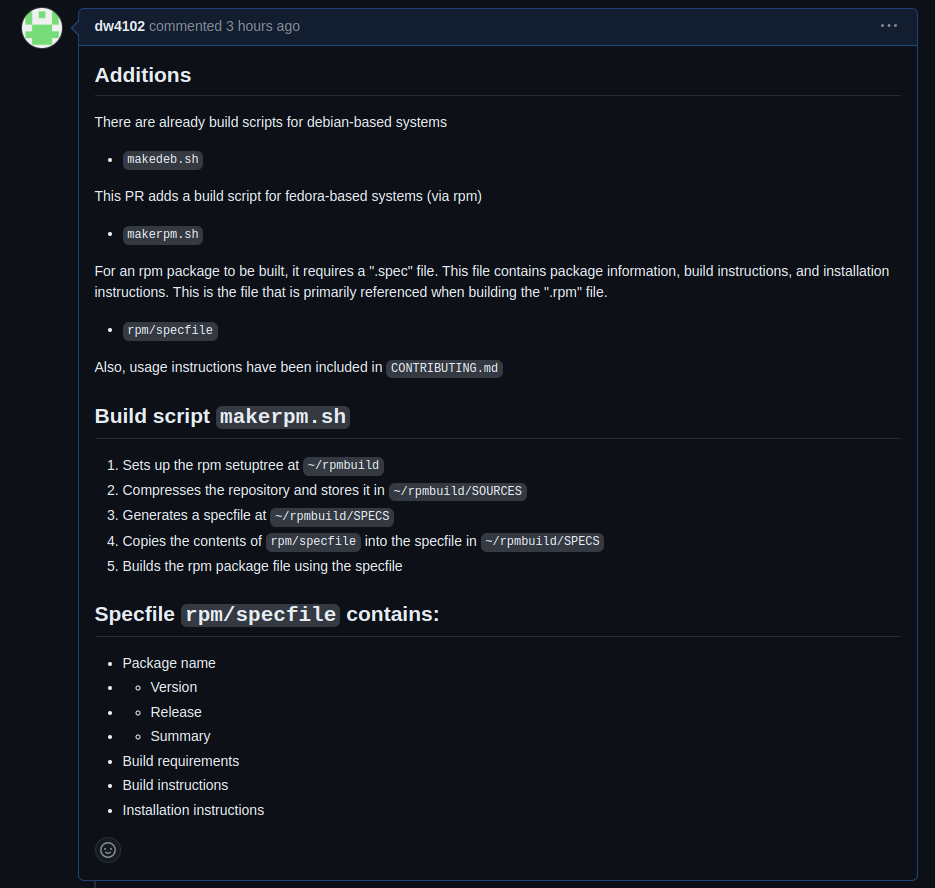 dw4102 commented 3 hours ago
Additions
There are already build scripts for debian-based systems
makedeb.sh
This PR adds a build script for fedora-based systems (via rpm)
makerpm.sh
For an rpm package to be built, it requires a ".spec" file. This file contains package information, build instructions, and installation
instructions. This is the file that is primarily referenced when building the ".rpm" file.
rpm/specfile
Also, usage instructions have been included in CONTRIBUTING.md
Build script makerpm.sh
1. Sets up the rpm setuptree at ~/rpmbuild
2. Compresses the repository and stores it in ~/rpmbuild/SOURCES
3. Generates a specfile at ~/rpmbuild/SPECS
4. Copies the contents of rpm/specfile into the specfile in ~/rpmbuild/SPECS
5. Builds the rpm package file using the specfile
Specfile rpm/specfile contains:
Package name
Version
Release
Summary
Build requirements
Build instructions
Installation instructions